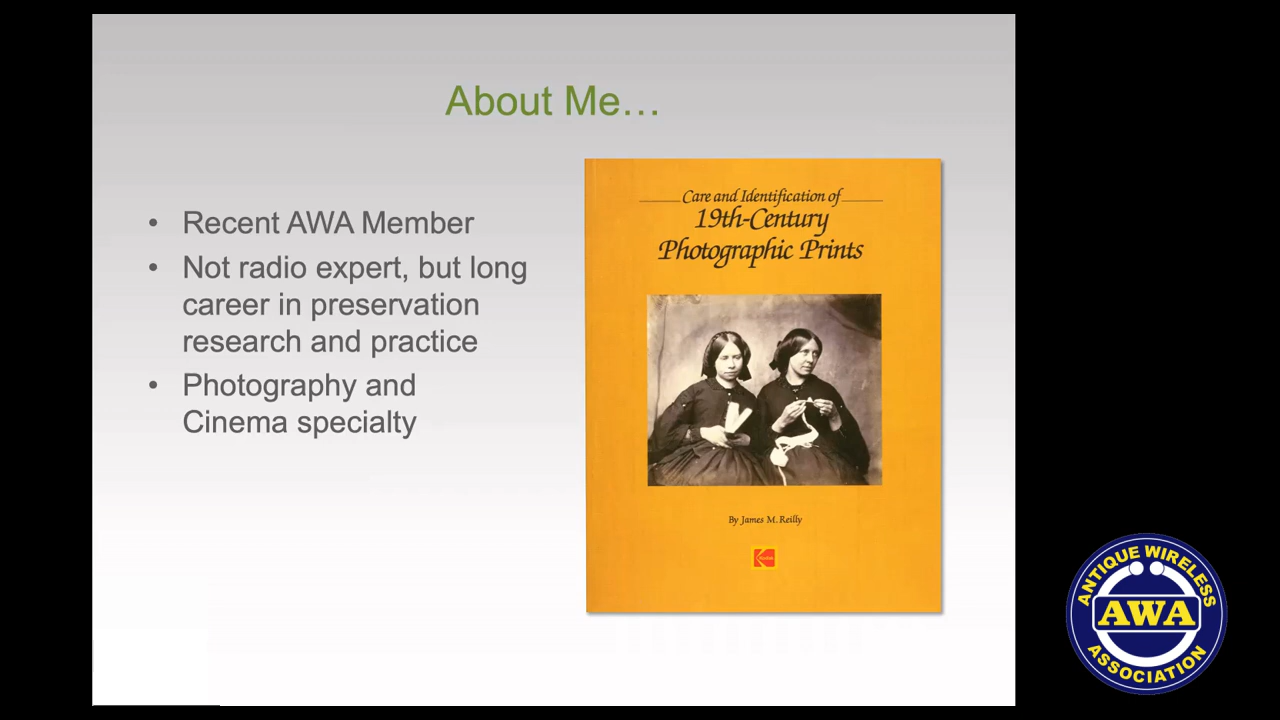 About Me…
• Recent AWA Member
• Not radio expert, but long
career in preservation
research and practice
• Photography and
Cinema specialty
Care and Identification of
19th-Century
Photographic Prints
By James M. Reilly
Kodak
ANTIQUE WIRELESS
AWA
ASSOCIATION